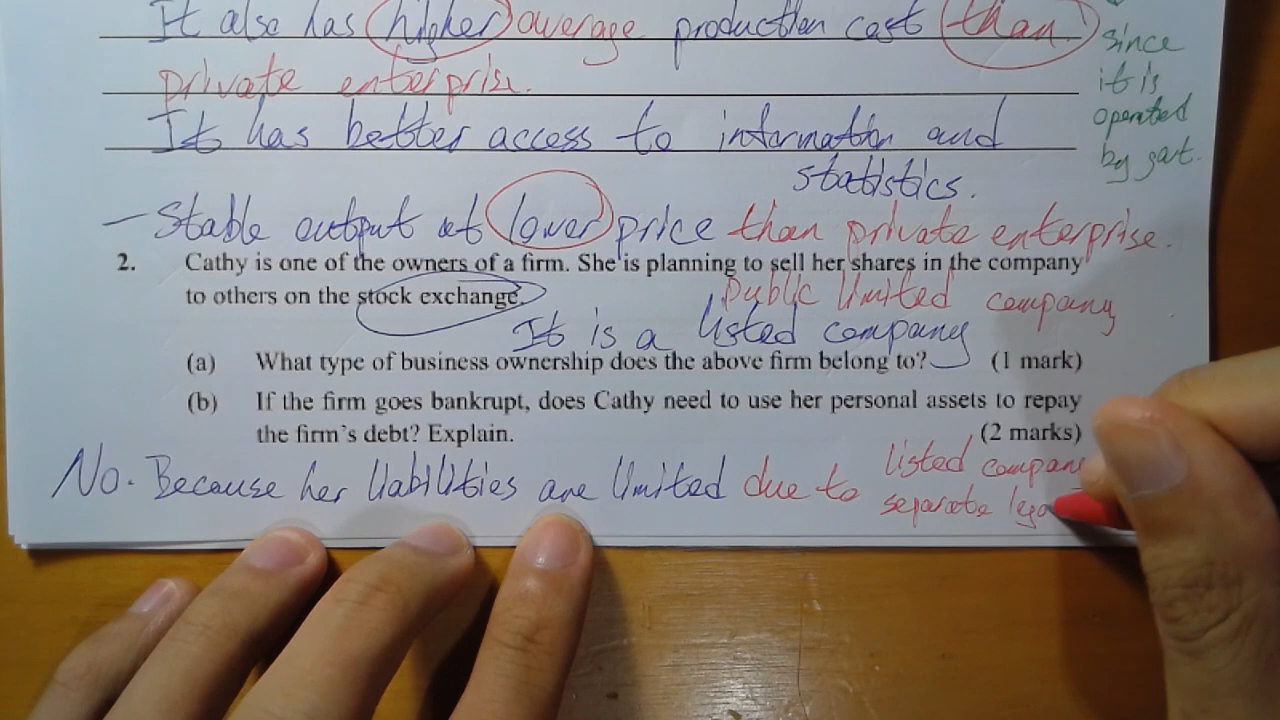 It also has higher average production cost than
since
it is
operated
by gov't.
private enterprise.
It has better access to information and
statistics.
- Stable output at lower price than private enterprise.
2. Cathy is one of the owners of a firm. She is planning to sell her shares in the company
to others on the stock exchange.
public limited company
It is a listed company
(a) What type of business ownership does the above firm belong to? (1 mark)
(b) If the firm goes bankrupt, does Cathy need to use her personal assets to repay
the firm's debt? Explain. (2 marks)
listed compan
No. Because her liabilities are limited due to
separate lega